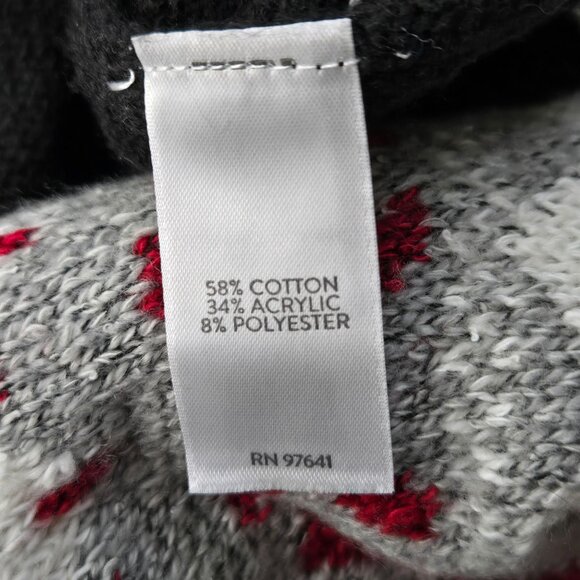 58% COTTON
34% ACRYLIC
8% POLYESTER
RN 97641